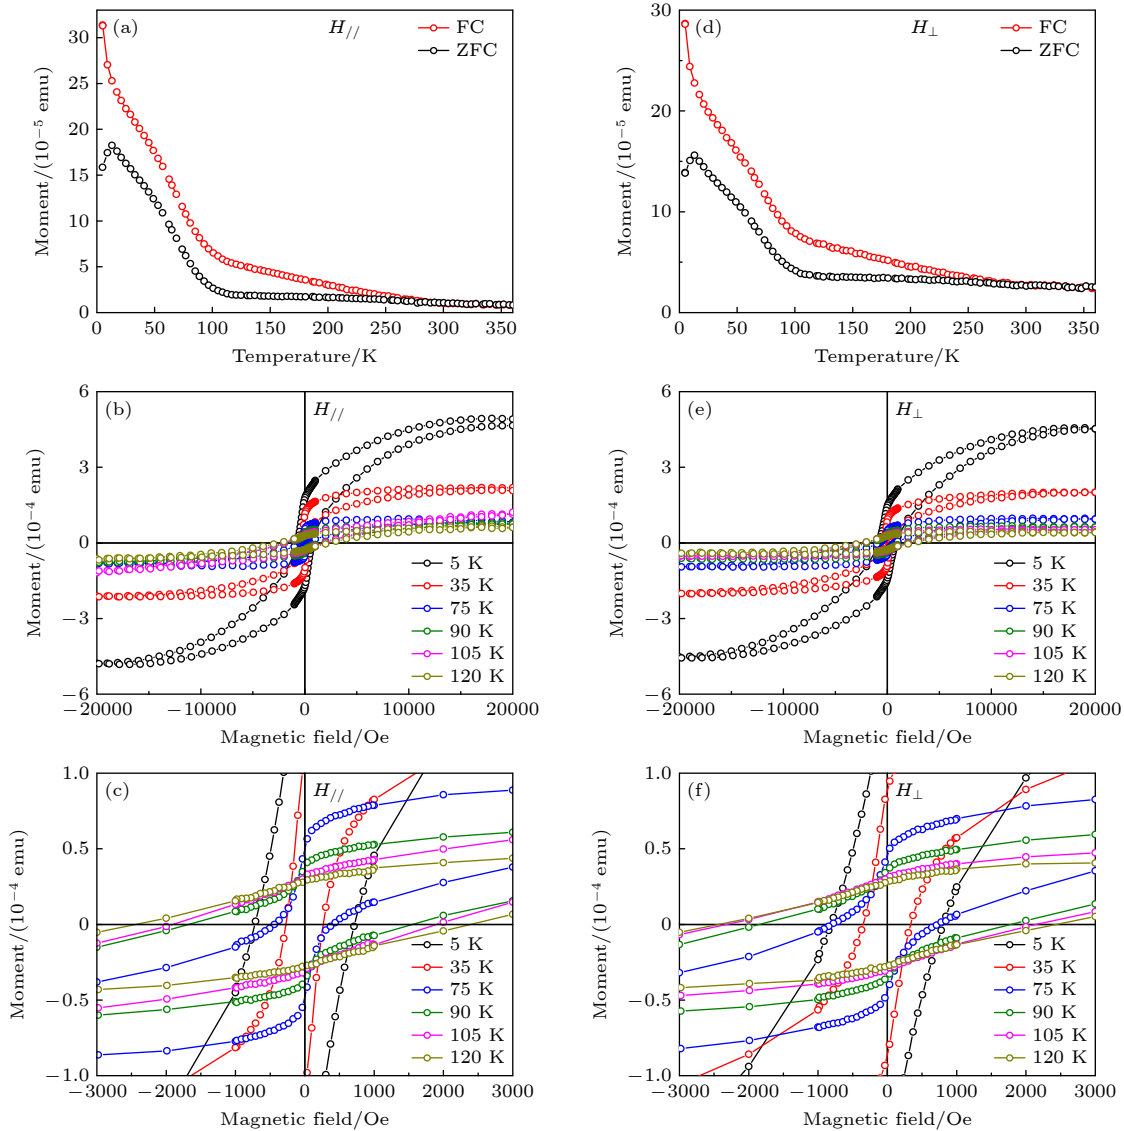 (a)
H//
FC
ZFC
30
25
20
15
10
5
0
Moment/(10⁻⁵ emu)
0 50 100 150 200 250 300 350
Temperature/K
(d)
H⊥
FC
ZFC
30
20
10
0
Moment/(10⁻⁵ emu)
0 50 100 150 200 250 300 350
Temperature/K
(b)
H//
6
3
0
−3
−6
Moment/(10⁻⁴ emu)
5 K
35 K
75 K
90 K
105 K
120 K
−20000 −10000 0 10000 20000
Magnetic field/Oe
(e)
H⊥
6
3
0
−3
−6
Moment/(10⁻⁴ emu)
5 K
35 K
75 K
90 K
105 K
120 K
−20000 −10000 0 10000 20000
Magnetic field/Oe
(c)
H//
1.0
0.5
0
−0.5
−1.0
Moment/(10⁻⁴ emu)
5 K
35 K
75 K
90 K
105 K
120 K
−3000 −2000 −1000 0 1000 2000 3000
Magnetic field/Oe
(f)
H⊥
1.0
0.5
0
−0.5
−1.0
Moment/(10⁻⁴ emu)
5 K
35 K
75 K
90 K
105 K
120 K
−3000 −2000 −1000 0 1000 2000 3000
Magnetic field/Oe